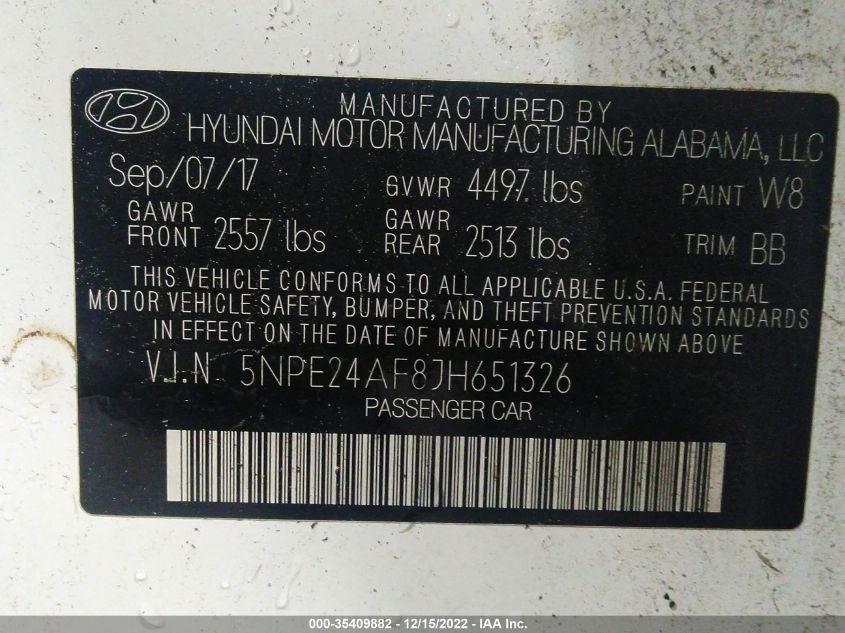 MANUFACTURED BY
HYUNDAI MOTOR MANUFACTURING ALABAMA, LLC
Sep/07/17 GVWR 4497 lbs PAINT W8
GAWR FRONT 2557 lbs GAWR REAR 2513 lbs TRIM BB
THIS VEHICLE CONFORMS TO ALL APPLICABLE U.S.A. FEDERAL
MOTOR VEHICLE SAFETY, BUMPER, AND THEFT PREVENTION STANDARDS
IN EFFECT ON THE DATE OF MANUFACTURE SHOWN ABOVE
V.I.N 5NPE24AF8JH651326
PASSENGER CAR
000-35409882 - 12/15/2022 - IAA Inc.